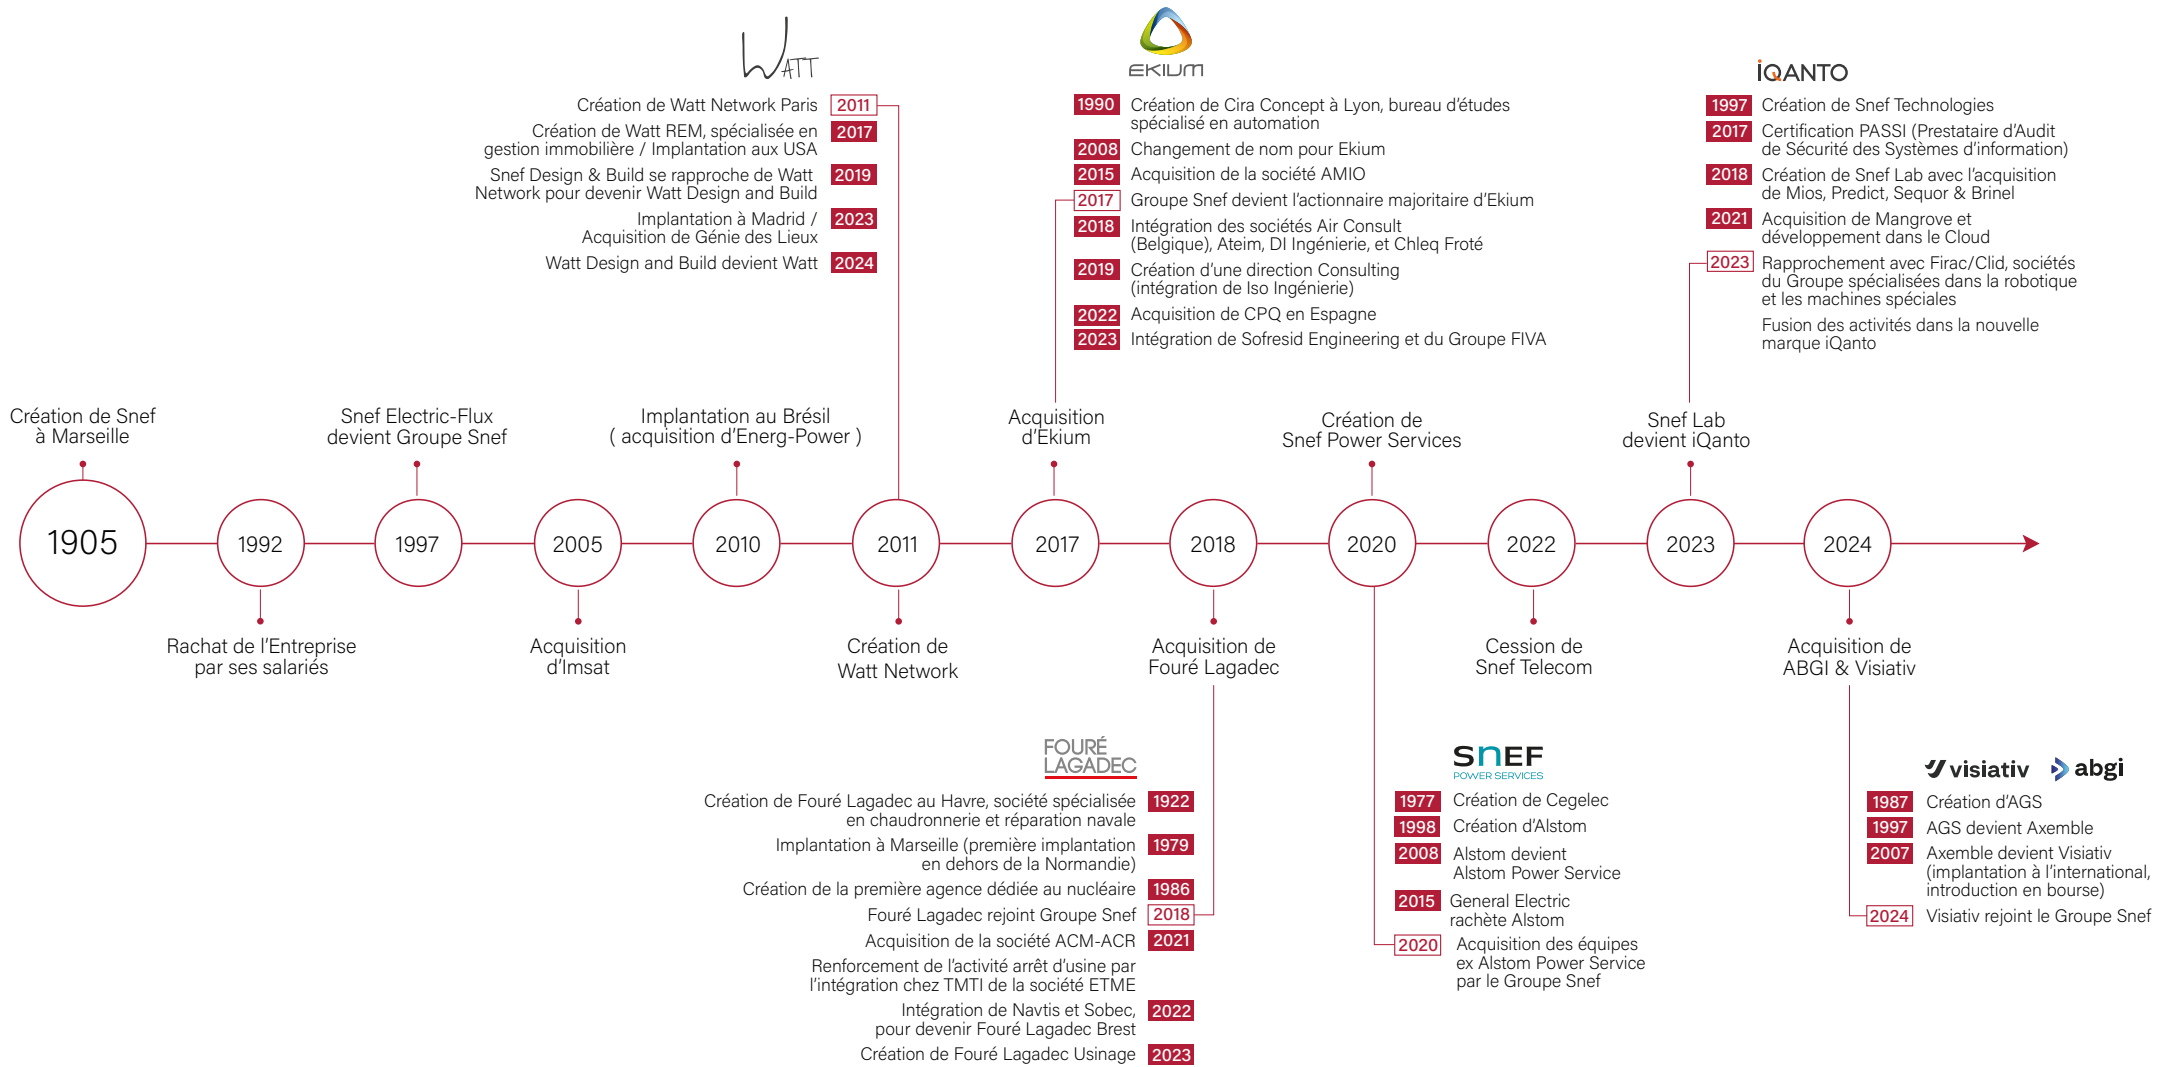 WATT
Création de Watt Network Paris 2011
Création de Watt REM, spécialisée en 2017
gestion immobilière / Implantation aux USA
Snef Design & Build se rapproche de Watt 2019
Network pour devenir Watt Design and Build
Implantation à Madrid / 2023
Acquisition de Génie des Lieux
Watt Design and Build devient Watt 2024
EKIUM
1990 Création de Cira Concept à Lyon, bureau d'études
spécialisé en automation
2008 Changement de nom pour Ekium
2015 Acquisition de la société AMIO
2017 Groupe Snef devient l'actionnaire majoritaire d'Ekium
2018 Intégration des sociétés Air Consult
(Belgique), Ateim, DI Ingénierie, et Chleq Froté
2019 Création d'une direction Consulting
(intégration de Iso Ingénierie)
2022 Acquisition de CPQ en Espagne
2023 Intégration de Sofresid Engineering et du Groupe FIVA
iQANTO
1997 Création de Snef Technologies
2017 Certification PASSI (Prestataire d'Audit
de Sécurité des Systèmes d'information)
2018 Création de Snef Lab avec l'acquisition
de Mios, Predict, Sequor & Brinel
2021 Acquisition de Mangrove et
développement dans le Cloud
2023 Rapprochement avec Firac/Clid, sociétés
du Groupe spécialisées dans la robotique
et les machines spéciales
Fusion des activités dans la nouvelle
marque iQanto
Création de Snef
à Marseille
Snef Electric-Flux
devient Groupe Snef
Implantation au Brésil
( acquisition d'Energ-Power )
Acquisition
d'Ekium
Création de
Snef Power Services
Snef Lab
devient iQanto
1905 1992 1997 2005 2010 2011 2017 2018 2020 2022 2023 2024
Rachat de l'Entreprise
par ses salariés
Acquisition
d'Imsat
Création de
Watt Network
Acquisition de
Fouré Lagadec
Cession de
Snef Telecom
Acquisition de
ABGI & Visiativ
FOURÉ
LAGADEC
Création de Fouré Lagadec au Havre, société spécialisée 1922
en chaudronnerie et réparation navale
Implantation à Marseille (première implantation 1979
en dehors de la Normandie)
Création de la première agence dédiée au nucléaire 1986
Fouré Lagadec rejoint Groupe Snef 2018
Acquisition de la société ACM-ACR 2021
Renforcement de l'activité arrêt d'usine par
l'intégration chez TMTI de la société ETME
Intégration de Navtis et Sobec, 2022
pour devenir Fouré Lagadec Brest
Création de Fouré Lagadec Usinage 2023
SNEF
POWER SERVICES
1977 Création de Cegelec
1998 Création d'Alstom
2008 Alstom devient
Alstom Power Service
2015 General Electric
rachète Alstom
2020 Acquisition des équipes
ex Alstom Power Service
par le Groupe Snef
visiativ abgi
1987 Création d'AGS
1997 AGS devient Axemble
2007 Axemble devient Visiativ
(implantation à l'international,
introduction en bourse)
2024 Visiativ rejoint le Groupe Snef